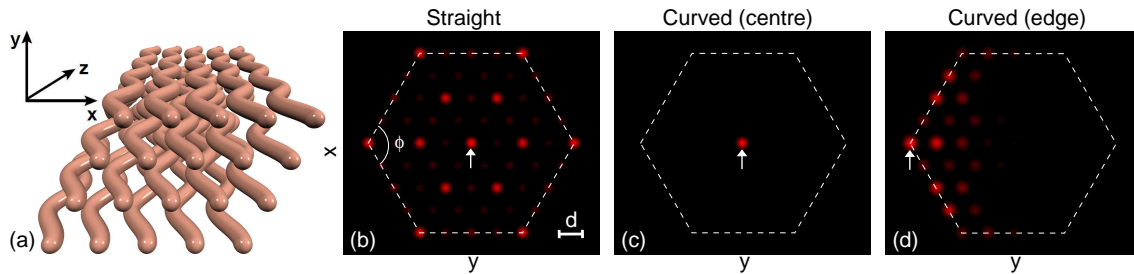 Straight
Curved (centre)
Curved (edge)
y
z
x
(a)
x
ϕ
d
(b)
(c)
(d)
y
y
y